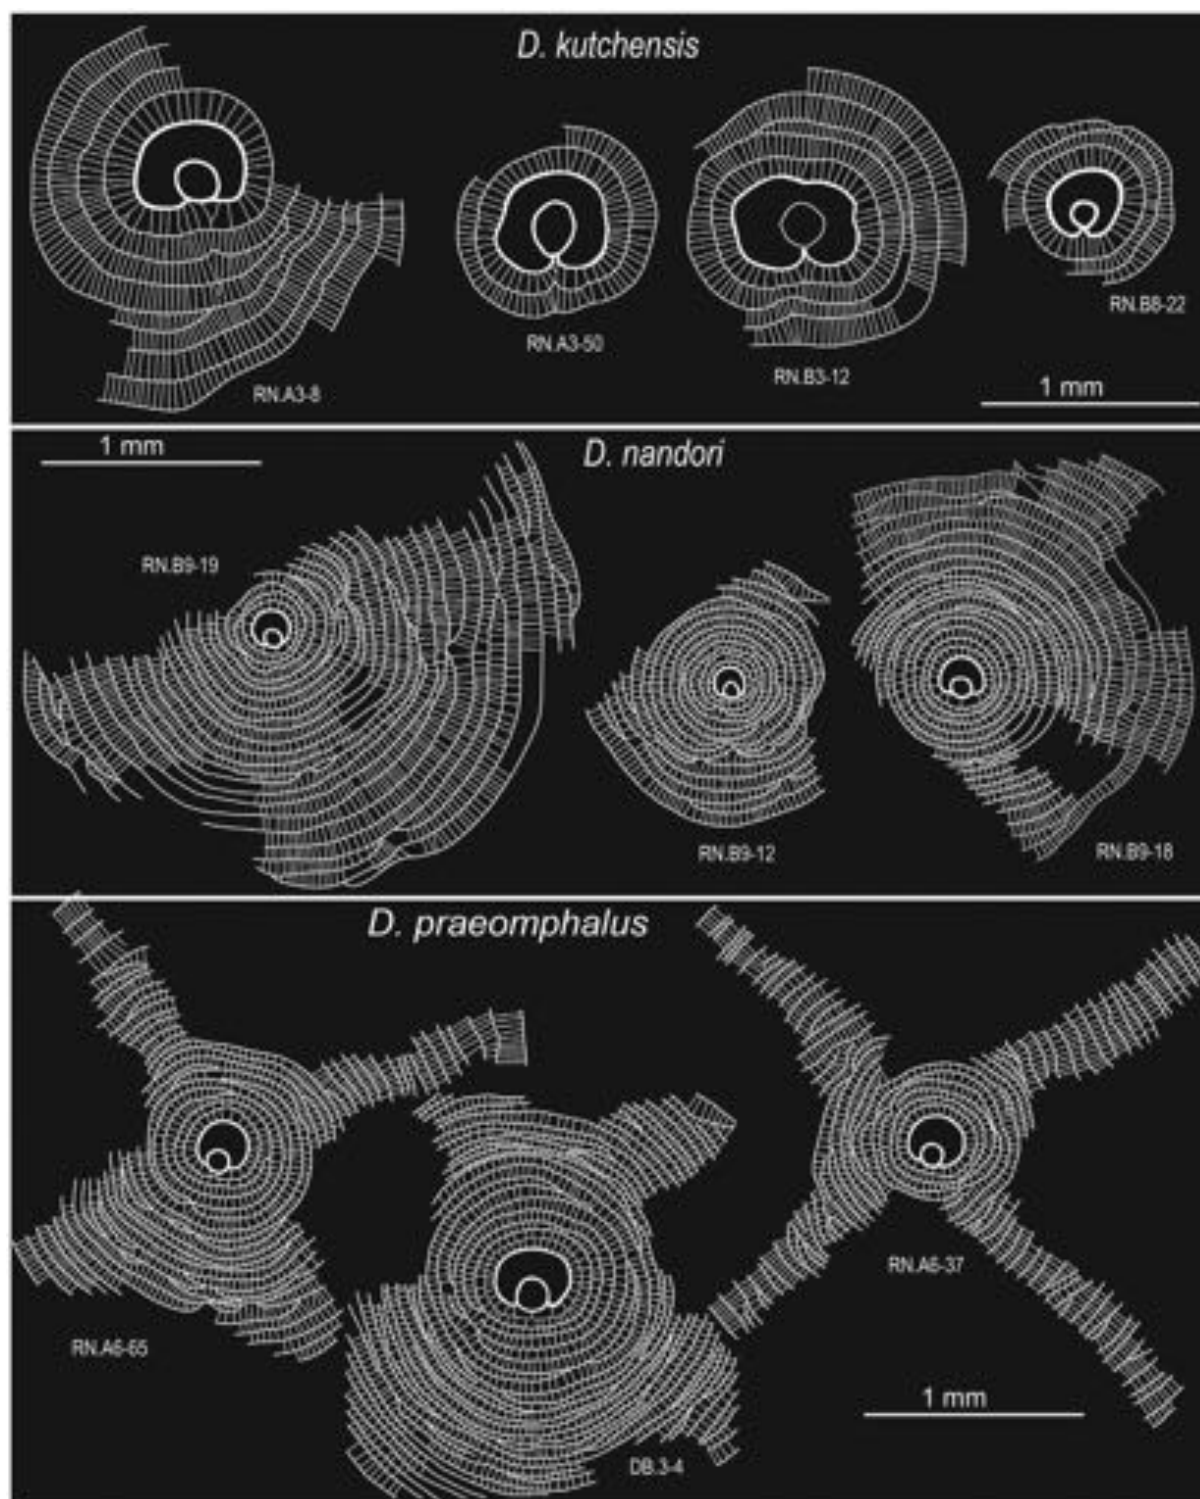 D. kutchensis
RN.A3-8
RN.A3-50
RN.B3-12
RN.B8-22
1 mm
1 mm
D. nandori
RN.B9-19
RN.B9-12
RN.B9-18
D. praeomphalus
RN.A6-65
DB.3-4
RN.A6-37
1 mm